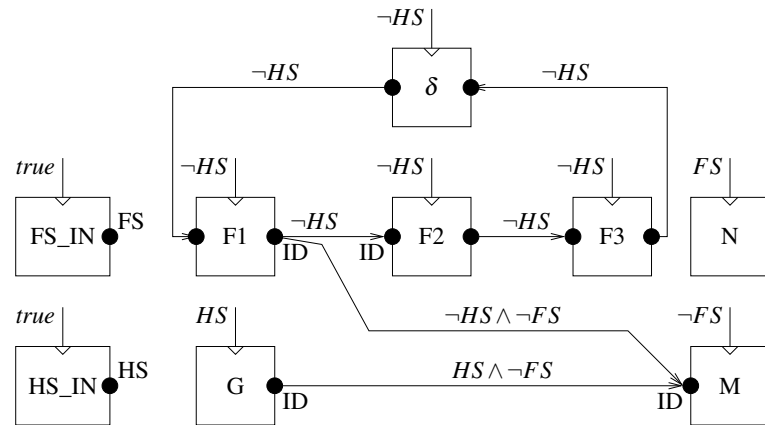 ¬HS
¬HS δ ¬HS
true ¬HS ¬HS ¬HS FS
FS_IN FS F1 ¬HS F2 ¬HS F3 N
ID ID
true HS ¬HS ∧ ¬FS ¬FS
HS_IN HS G HS ∧ ¬FS M
ID ID